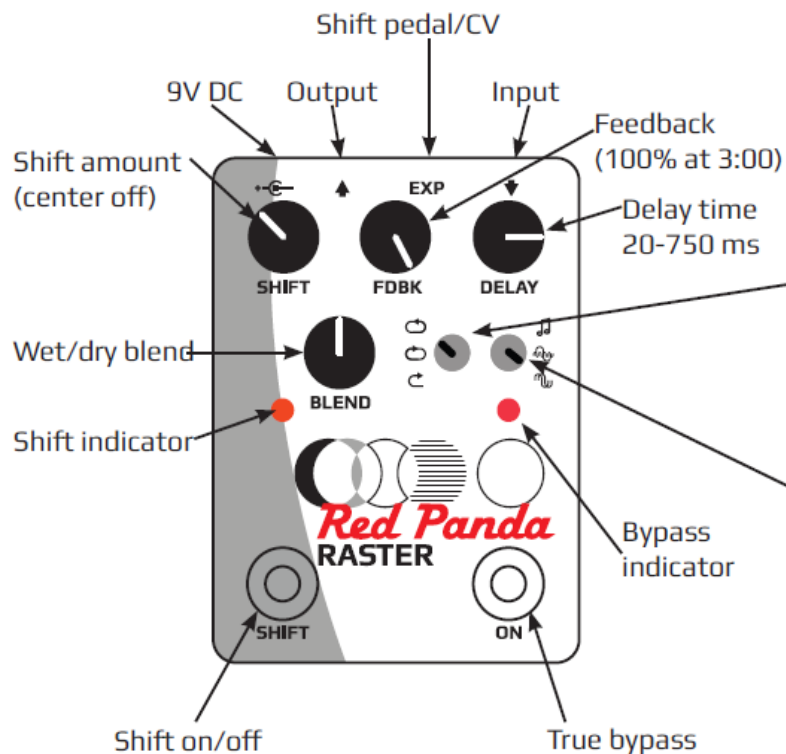 Shift pedal/CV
9V DC
Output
Input
Feedback
(100% at 3:00)
Shift amount
(center off)
EXP
Delay time
20-750 ms
SHIFT
FDBK
DELAY
Wet/dry blend
BLEND
Shift indicator
Red Panda
RASTER
Bypass
indicator
SHIFT
ON
Shift on/off
True bypass